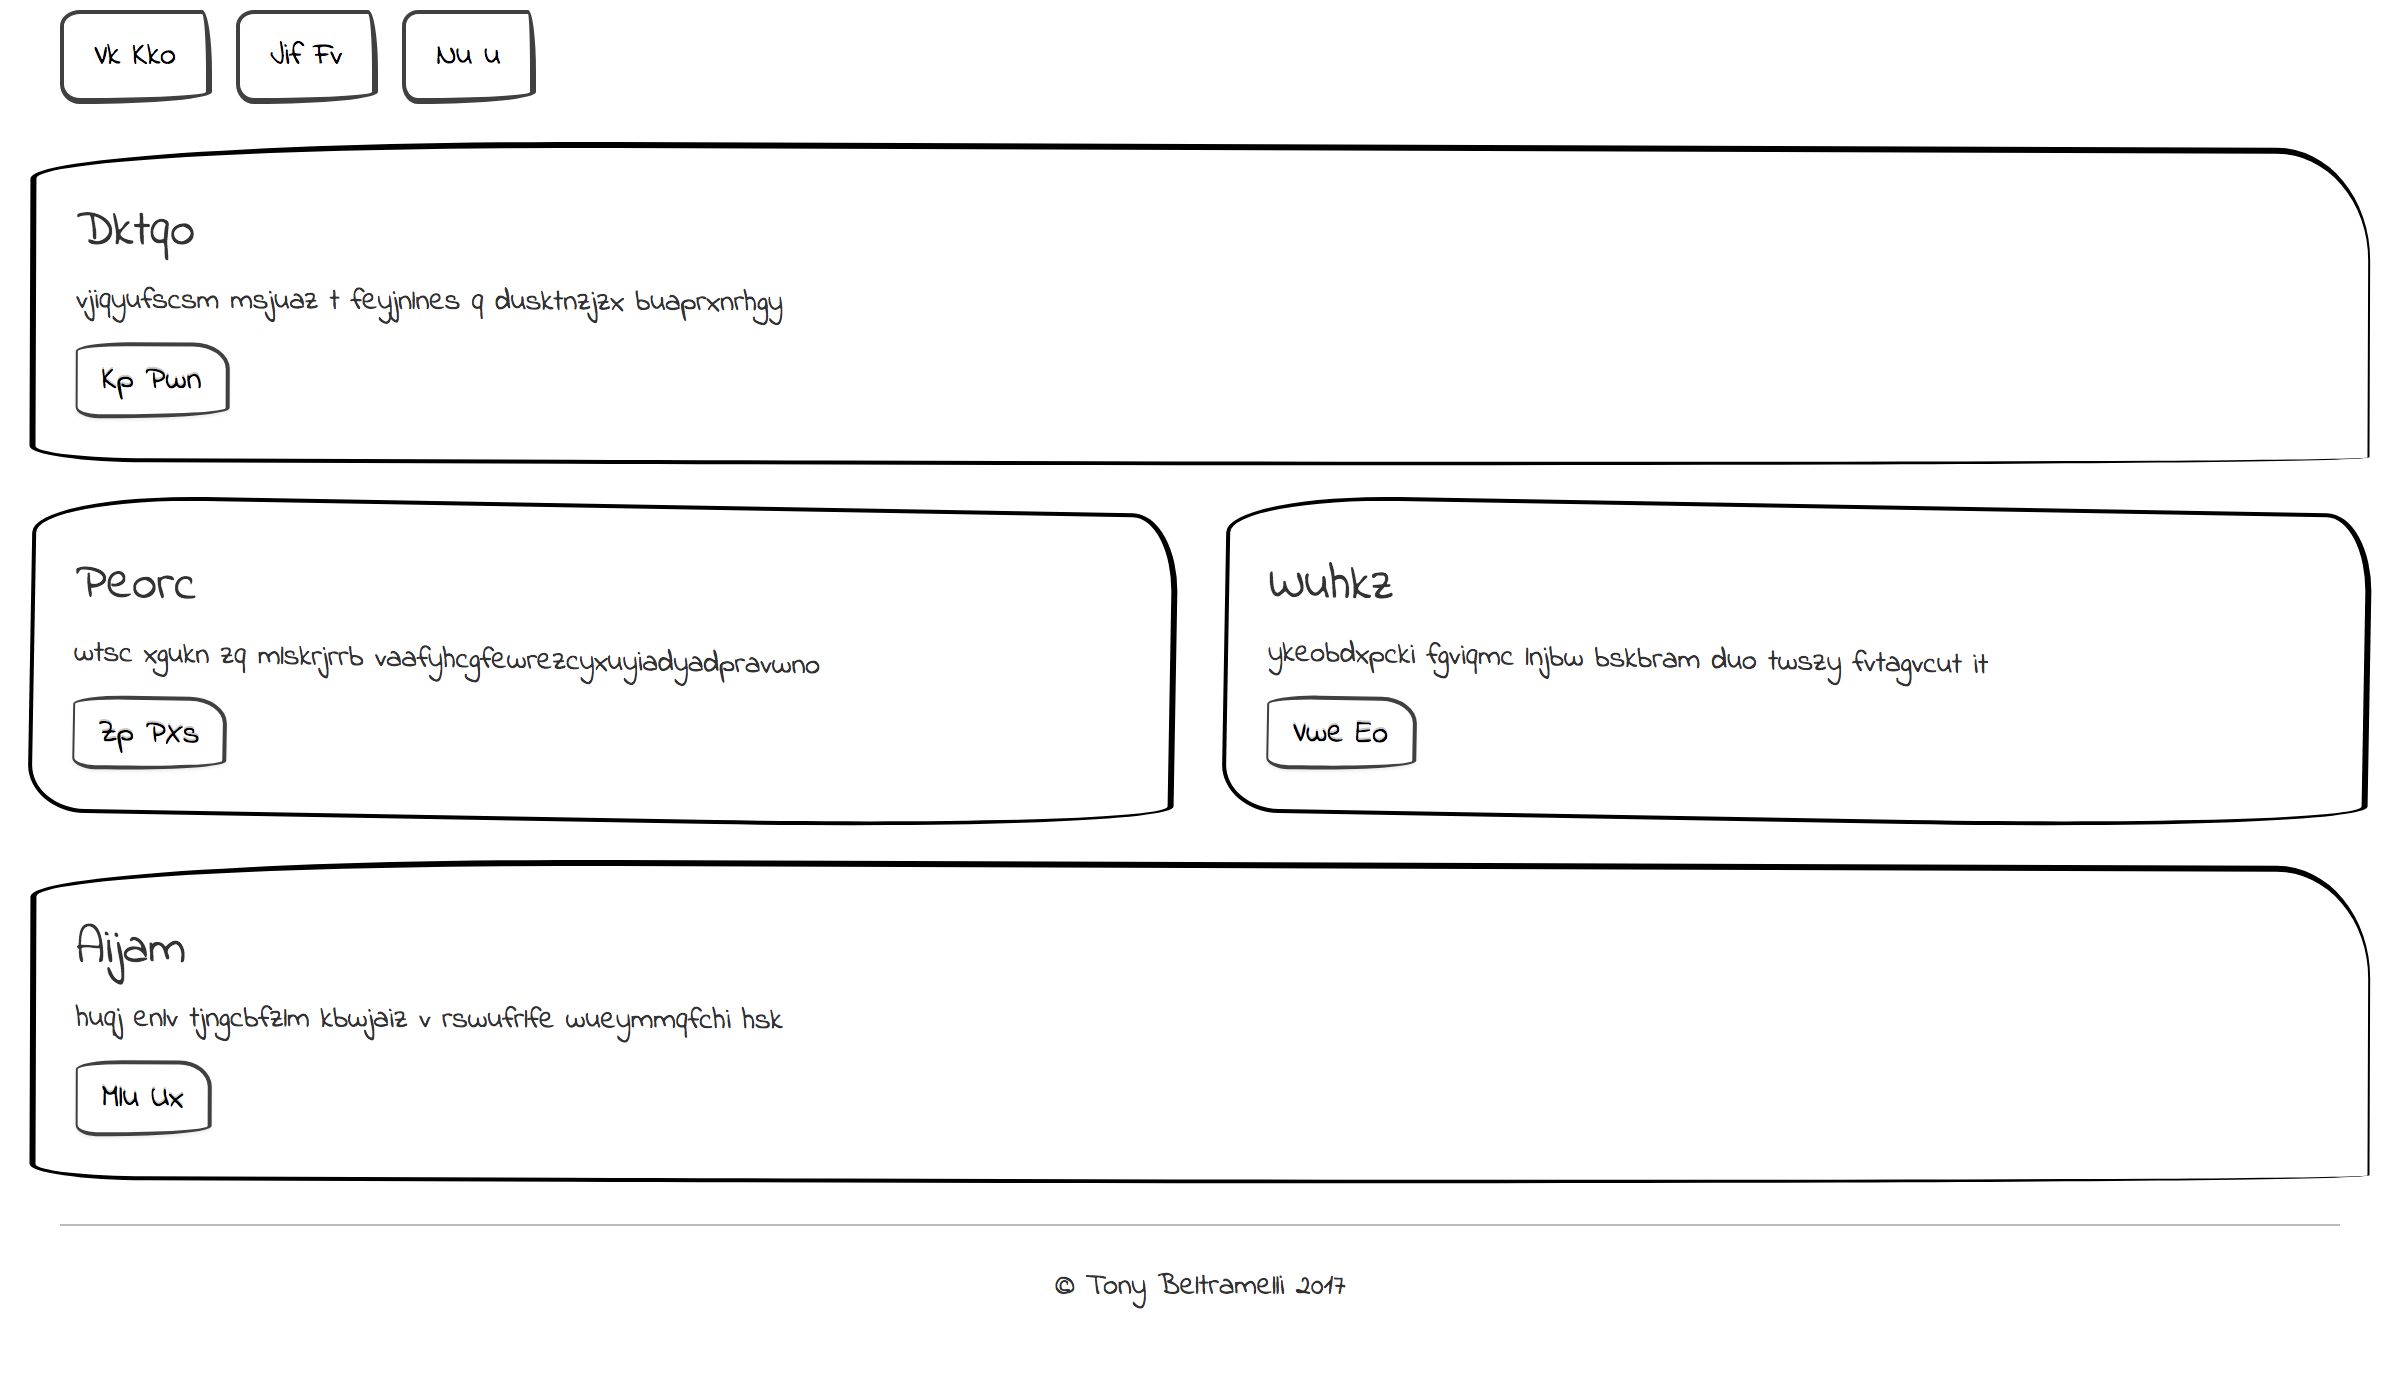 Vk Kko
Jif Fv
Nu u
Dktqo
vjiqyufscsm msjuaz t feyjnlnes q dusktnzjzx buaprxnrhgy
Kp Pwn
Peorc
wtsc xgukn zq mlskrjrrb vaafyhcgfewrezcyxuyiadyadpravwno
Zp PXs
Wuhkz
ykeobdxpcki fgviqmc lnjbw bskbram duo twszy fvtagvcut it
Vwe Eo
Aijam
huqj enlv tjngcbfzlm kbwjaiz v rswufrlfe wueymmqfchi hsk
Mlu Ux
© Tony Beltramelli 2017